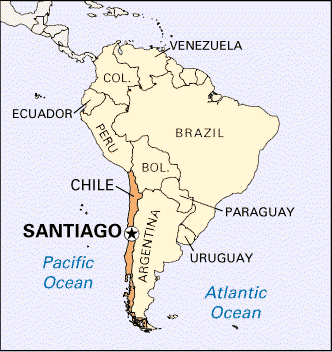 VENEZUELA
COL.
ECUADOR
PERU
BRAZIL
BOL.
CHILE
PARAGUAY
SANTIAGO
ARGENTINA
URUGUAY
Pacific
Ocean
Atlantic
Ocean